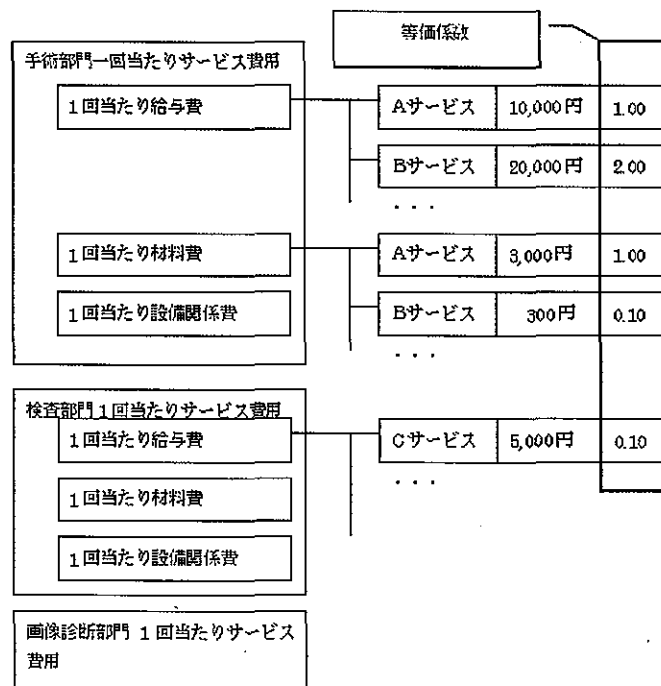 等価係数
手術部門一回当たりサービス費用
1回当たり給与費
Aサービス 10,000円 1.00
Bサービス 20,000円 2.00
・・・
1回当たり材料費
Aサービス 3,000円 1.00
1回当たり設備関係費
Bサービス 300円 0.10
・・・
検査部門1回当たりサービス費用
1回当たり給与費
Cサービス 5,000円 0.10
・・・
1回当たり材料費
1回当たり設備関係費
画像診断部門 1回当たりサービス
費用